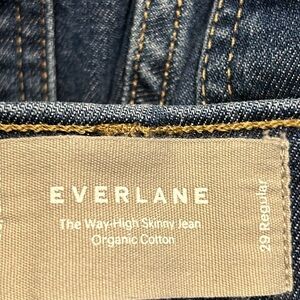 EVERLANE
The Way-High Skinny Jean
Organic Cotton
29 Regular